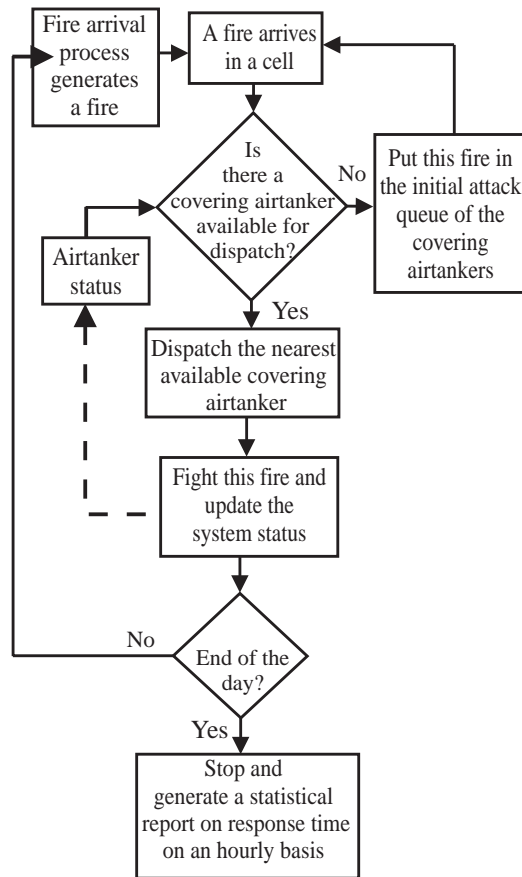 Fire arrival
process
generates
a fire
A fire arrives
in a cell
Is
there a
covering airtanker
available for
dispatch?
No
Put this fire in
the initial attack
queue of the
covering
airtankers
Airtanker
status
Yes
Dispatch the nearest
available covering
airtanker
Fight this fire and
update the
system status
No
End of the
day?
Yes
Stop and
generate a statistical
report on response time
on an hourly basis